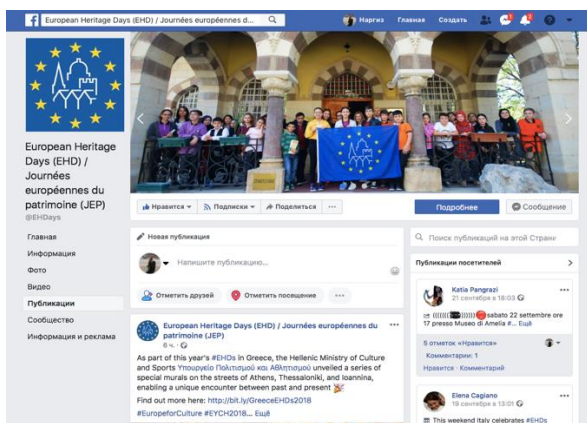 European Heritage Days (EHD) / Journées européennes d...
Наргиз
Главная
Создать
European Heritage
Days (EHD) /
Journées
européennes du
patrimoine (JEP)
@EHDays
Главная
Информация
Фото
Видео
Публикации
Сообщество
Информация и реклама
Нравится
Подписки
Поделиться
Подробнее
Сообщение
Новая публикация
Напишите публикацию...
Отметить друзей
Отметить посещение
European Heritage Days (EHD) / Journées européennes du
patrimoine (JEP)
6 ч.
As part of this year's #EHDs in Greece, the Hellenic Ministry of Culture
and Sports Υπουργείο Πολιτισμού και Αθλητισμού unveiled a series of
special murals on the streets of Athens, Thessaloniki, and Ioannina,
enabling a unique encounter between past and present
Find out more here: http://bit.ly/GreeceEHDs2018
#EuropeforCulture #EYCH2018... Ещё
Поиск публикаций на этой Страни
Публикации посетителей
Katia Pangrazi
21 сентября в 18:03
sabato 22 settembre ore
17 presso Museo di Amelia #... Ещё
5 отметок «Нравится»
Комментарии: 1
Нравится · Комментарий
Elena Cagiano
19 сентября в 13:01
This weekend Italy celebrates #EHDs